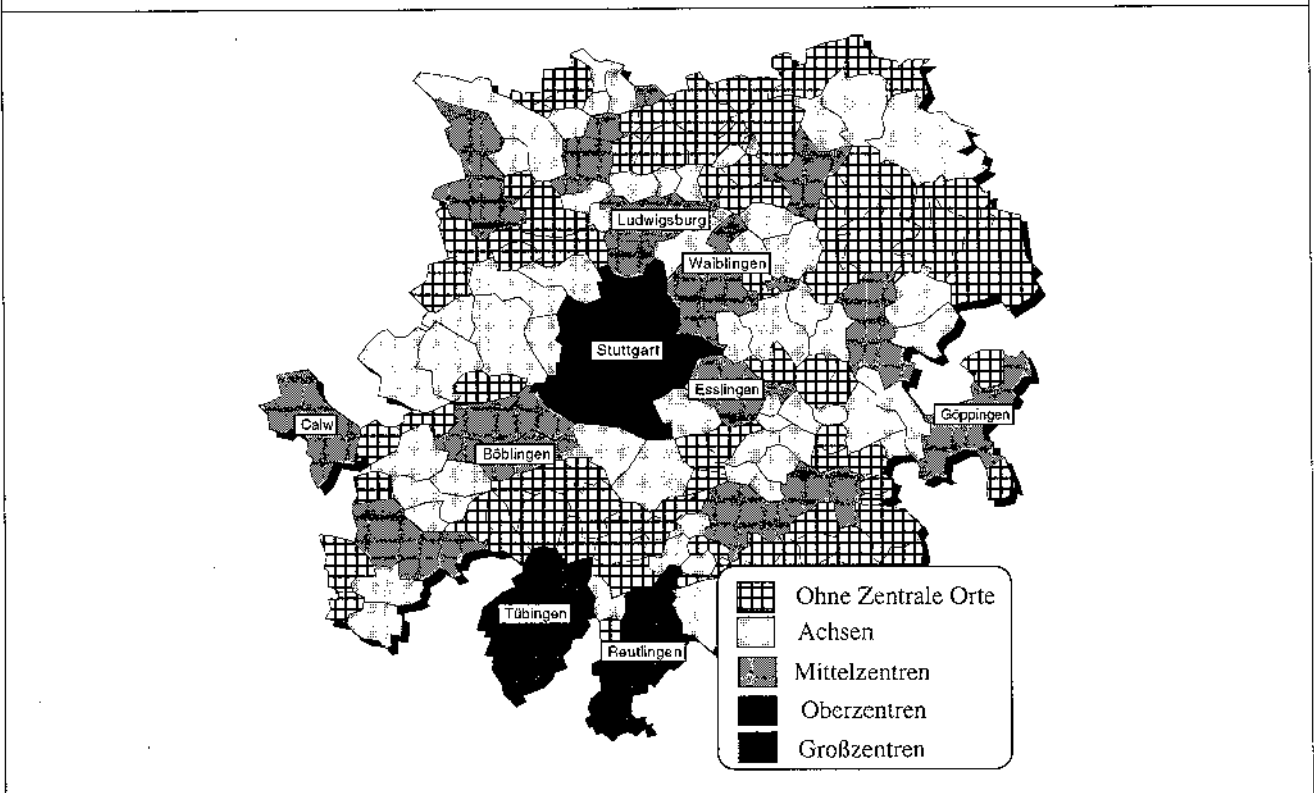 Ludwigsburg
Waiblingen
Stuttgart
Esslingen
Calw
Göppingen
Böblingen
Tübingen
Reutlingen
Ohne Zentrale Orte
Achsen
Mittelzentren
Oberzentren
Großzentren